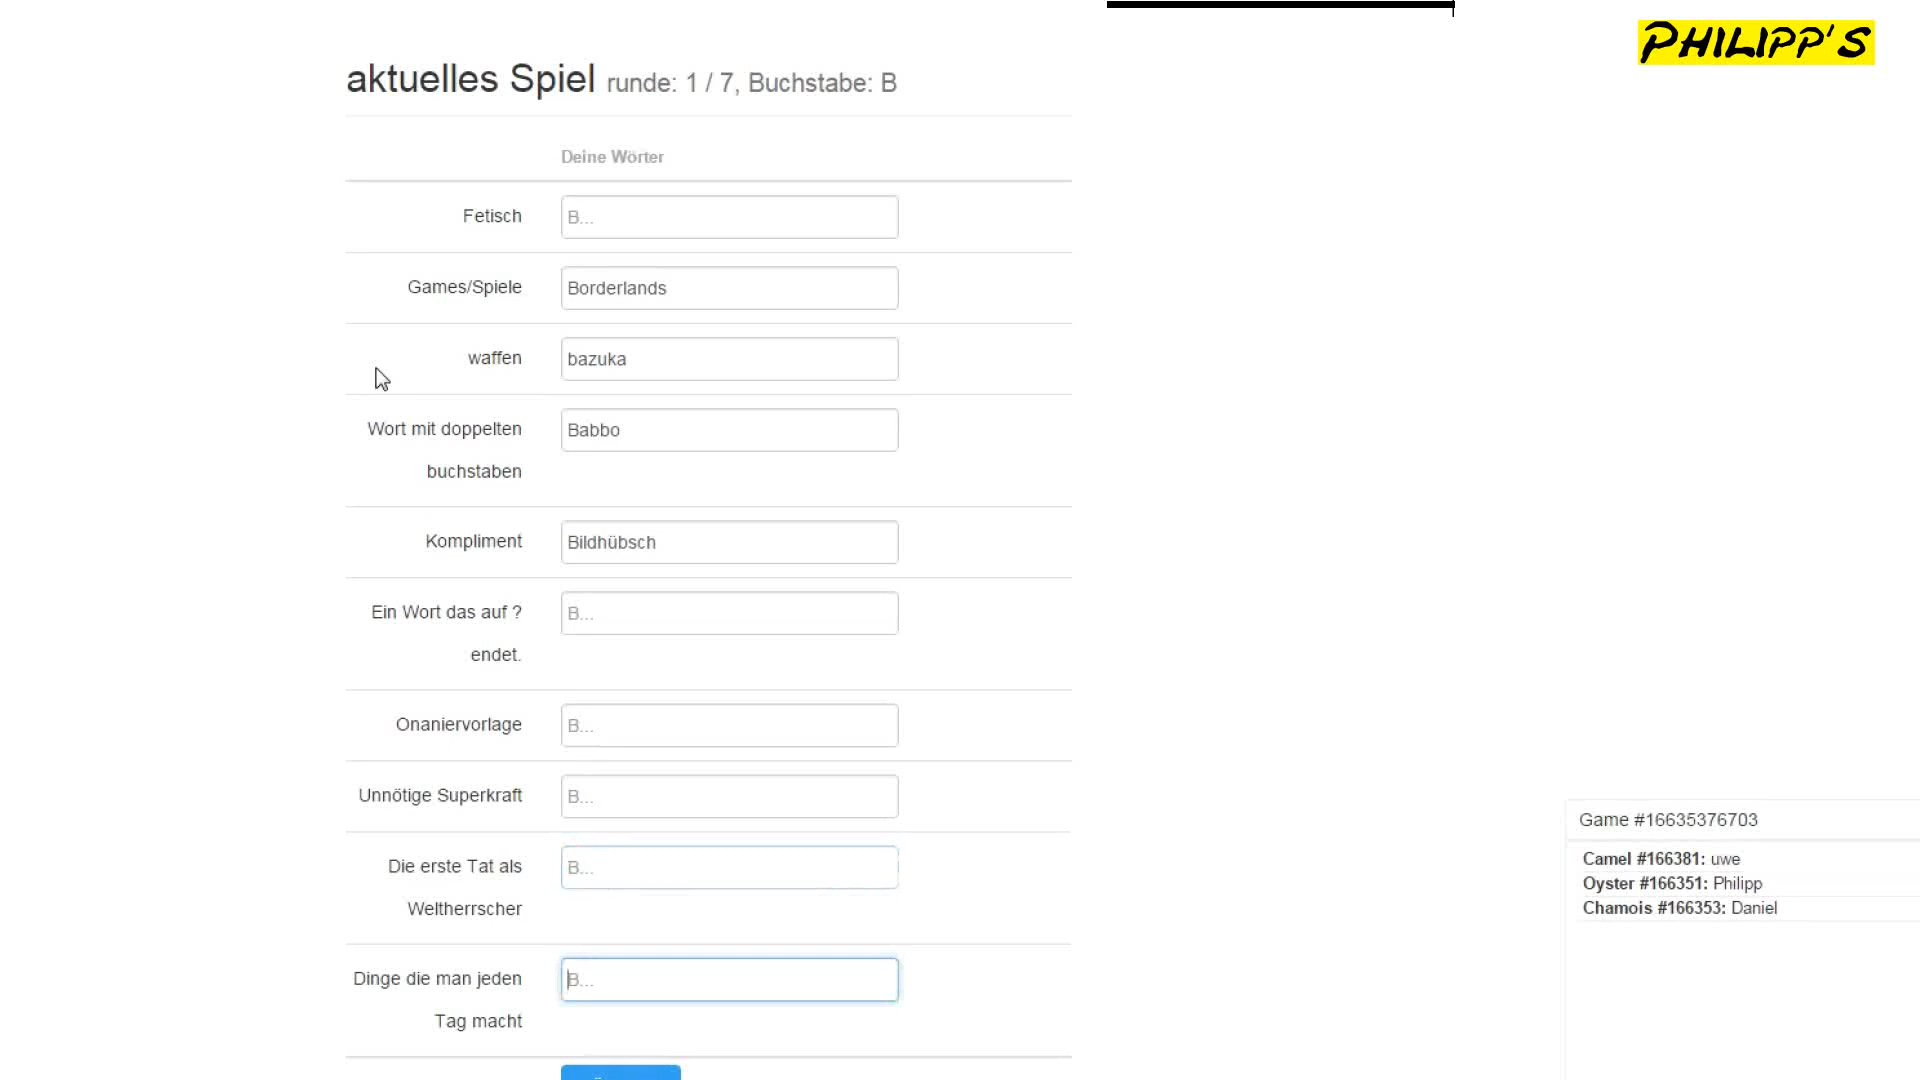 PHILIPP'S
aktuelles Spiel runde: 1 / 7, Buchstabe: B
Deine Wörter
Fetisch B...
Games/Spiele Borderlands
waffen bazuka
Wort mit doppelten
buchstaben
Babbo
Kompliment Bildhübsch
Ein Wort das auf ?
endet.
B...
Onaniervorlage B...
Unnötige Superkraft B...
Die erste Tat als
Weltherrscher
B...
Dinge die man jeden
Tag macht
B...
Game #16635376703
Camel #166381: uwe
Oyster #166351: Philipp
Chamois #166353: Daniel